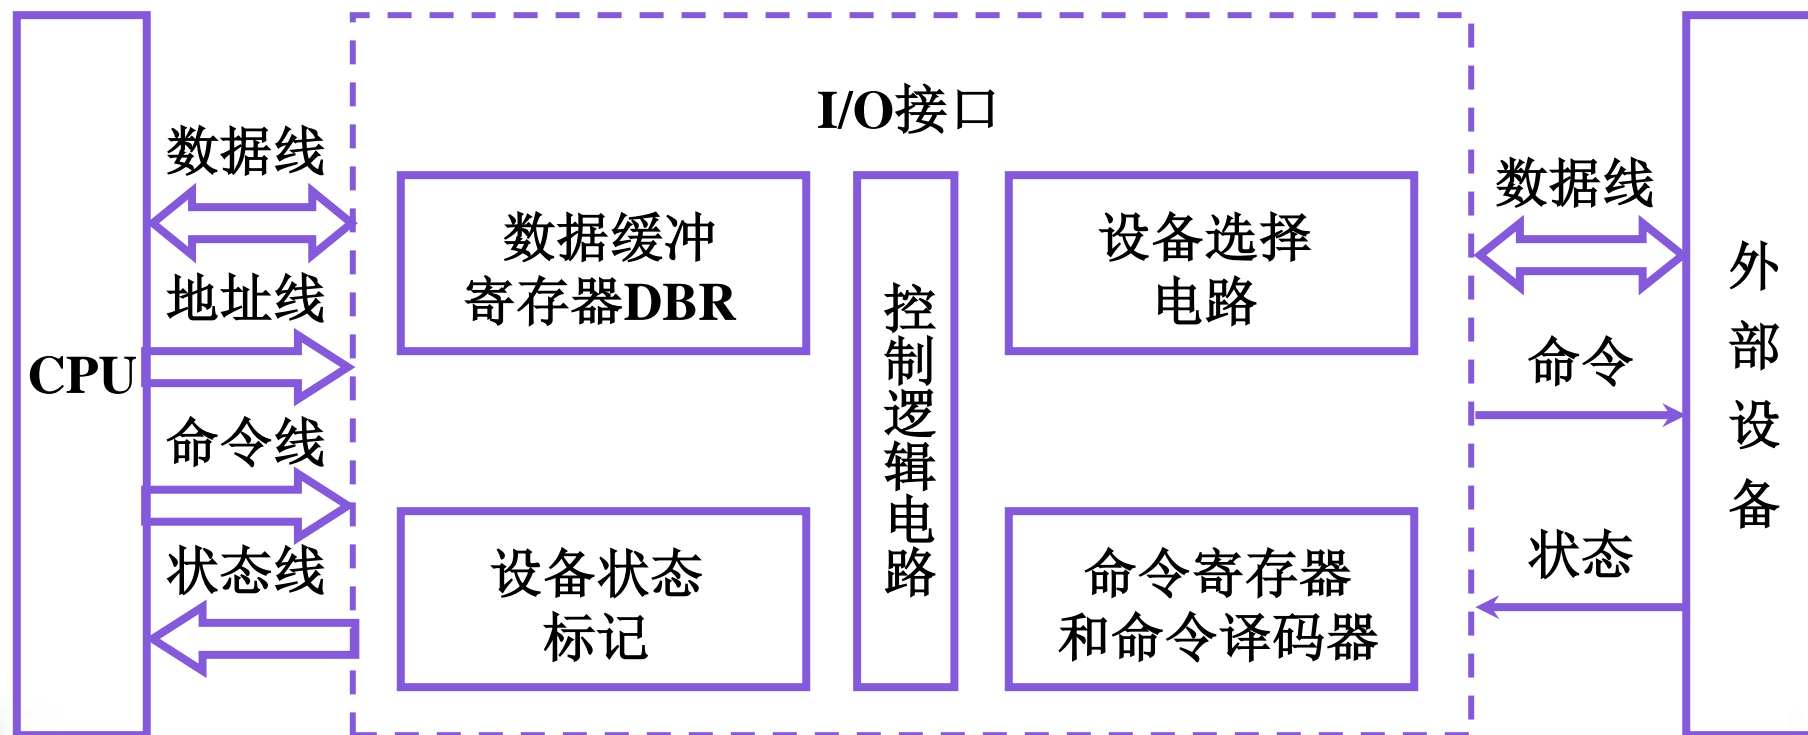 I/O接口
CPU
数据线
地址线
命令线
状态线
数据缓冲
寄存器DBR
设备状态
标记
控制逻辑电路
设备选择
电路
命令寄存器
和命令译码器
数据线
命令
状态
外部设备